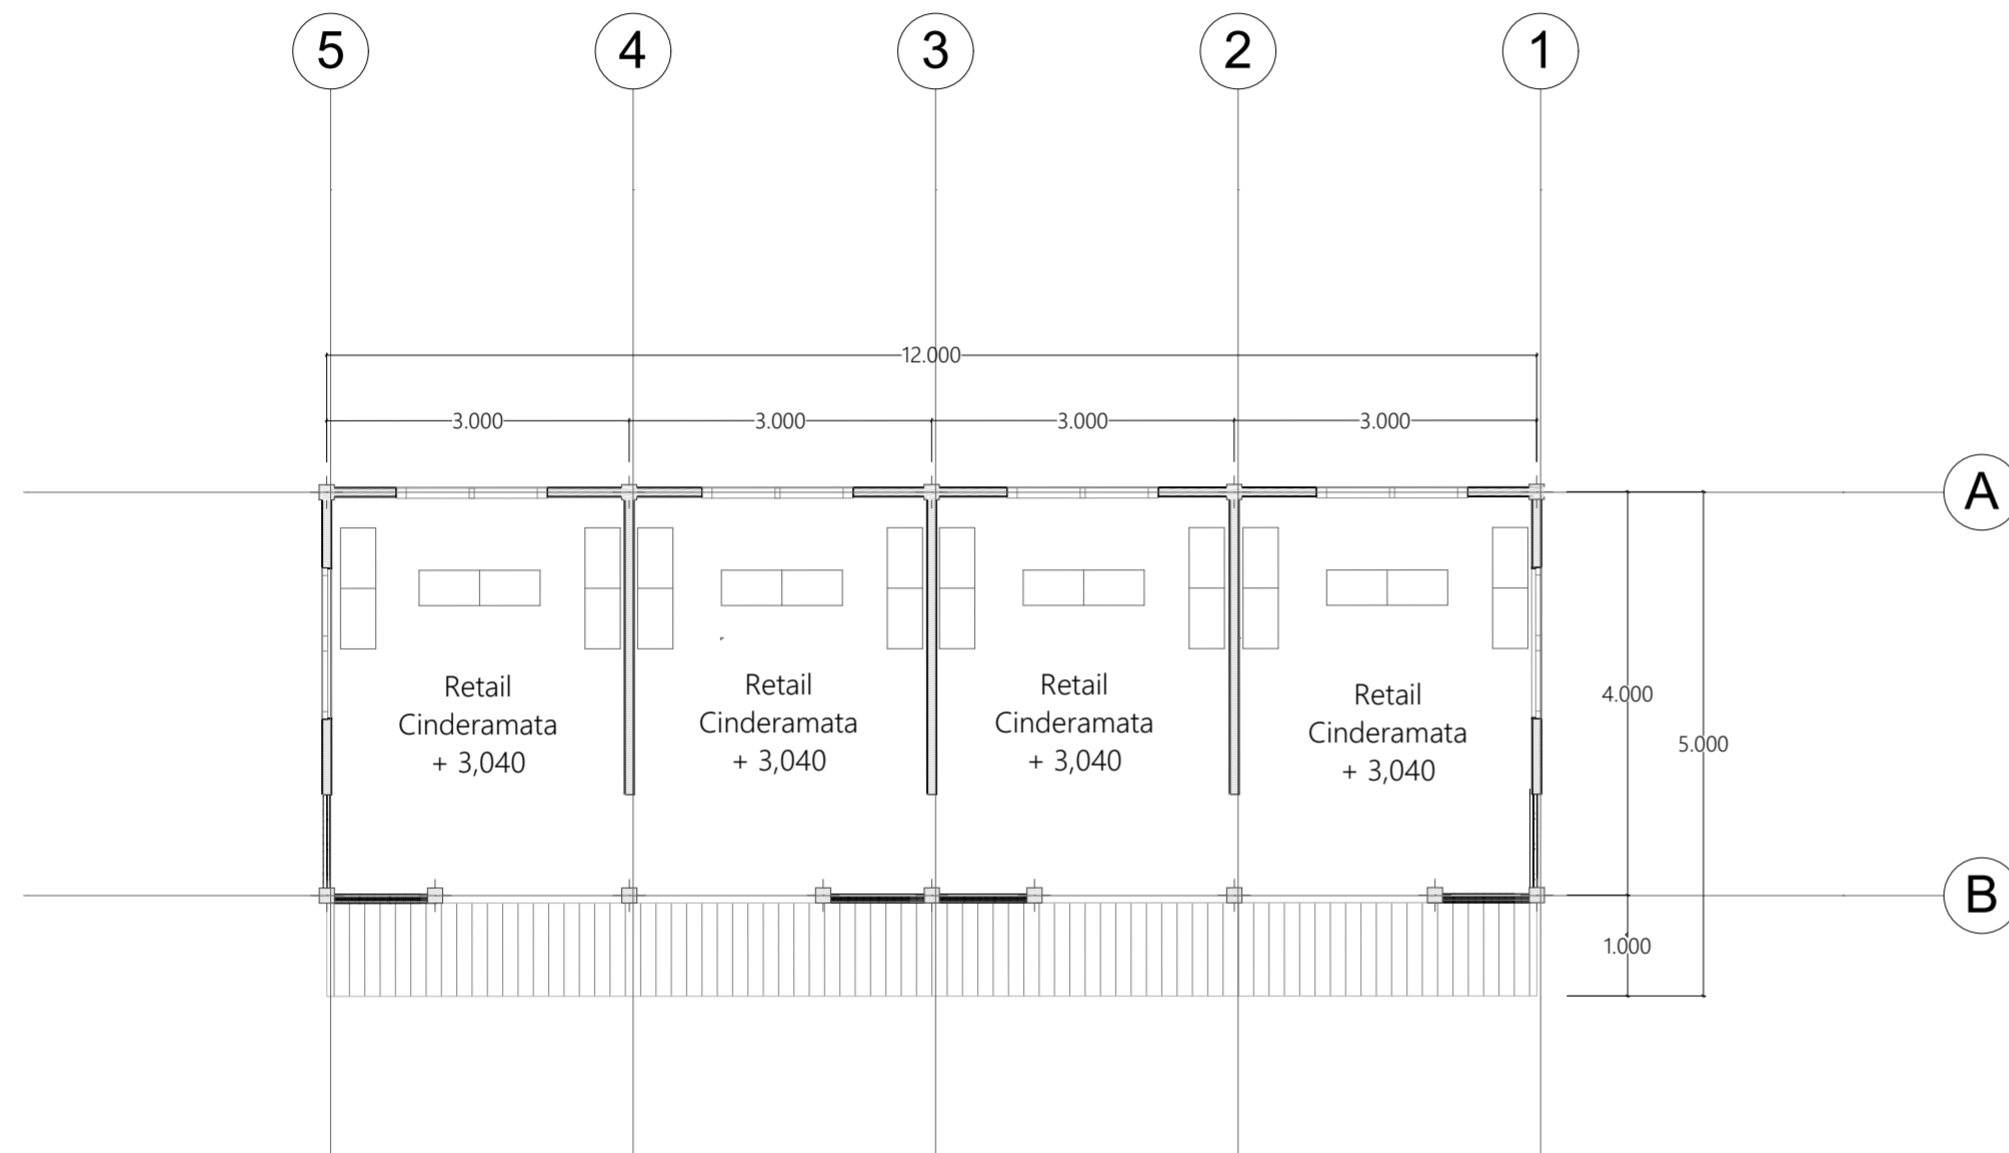 5 4 3 2 1
12.000
3.000 3.000 3.000 3.000
A
Retail
Cinderamata
+ 3,040
Retail
Cinderamata
+ 3,040
Retail
Cinderamata
+ 3,040
Retail
Cinderamata
+ 3,040
4.000
5.000
B
1.000